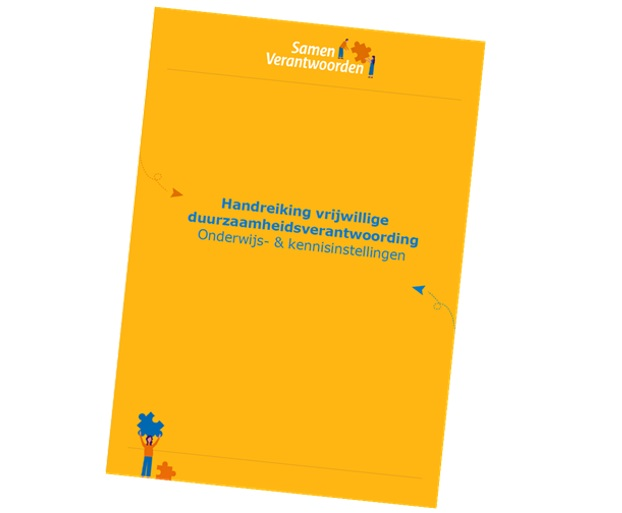 Samen
Verantwoorden
Handreiking vrijwillige
duurzaamheidsverantwoording
Onderwijs- & kennisinstellingen